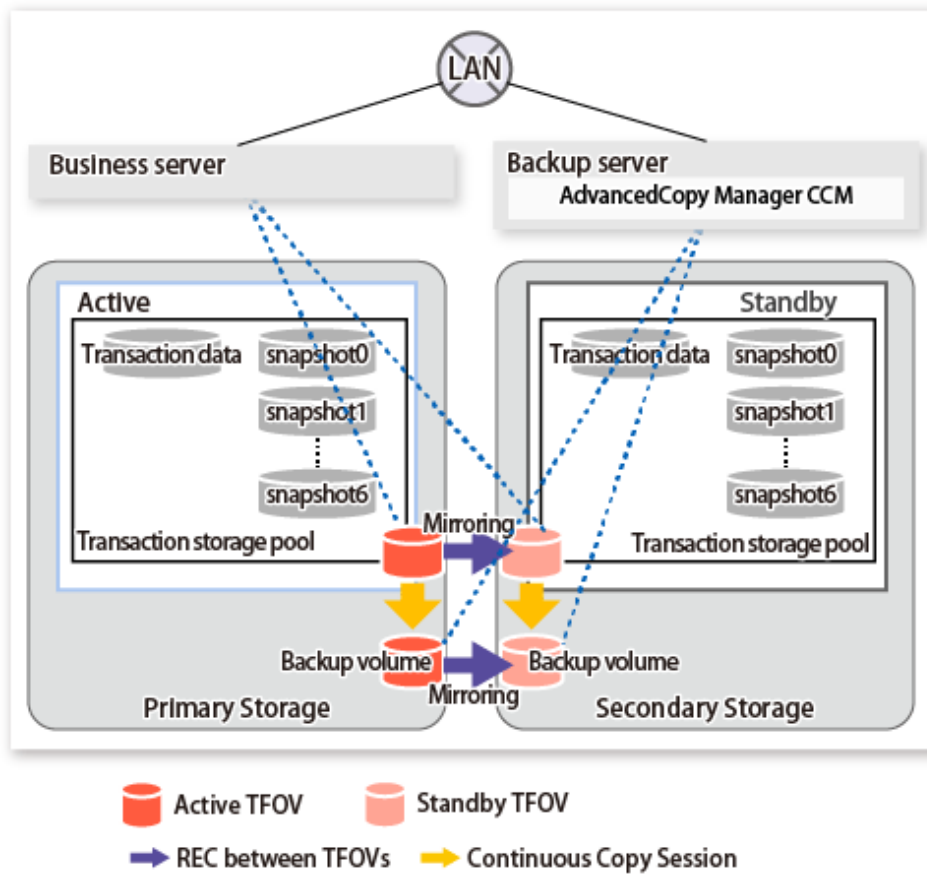 LAN
Business server
Backup server
AdvancedCopy Manager CCM
Active
Transaction data
snapshot0
snapshot1
snapshot6
Transaction storage pool
Standby
Transaction data
snapshot0
snapshot1
snapshot6
Transaction storage pool
Mirroring
Backup volume
Backup volume
Mirroring
Primary Storage
Secondary Storage
Active TFOV
Standby TFOV
REC between TFOVs
Continuous Copy Session